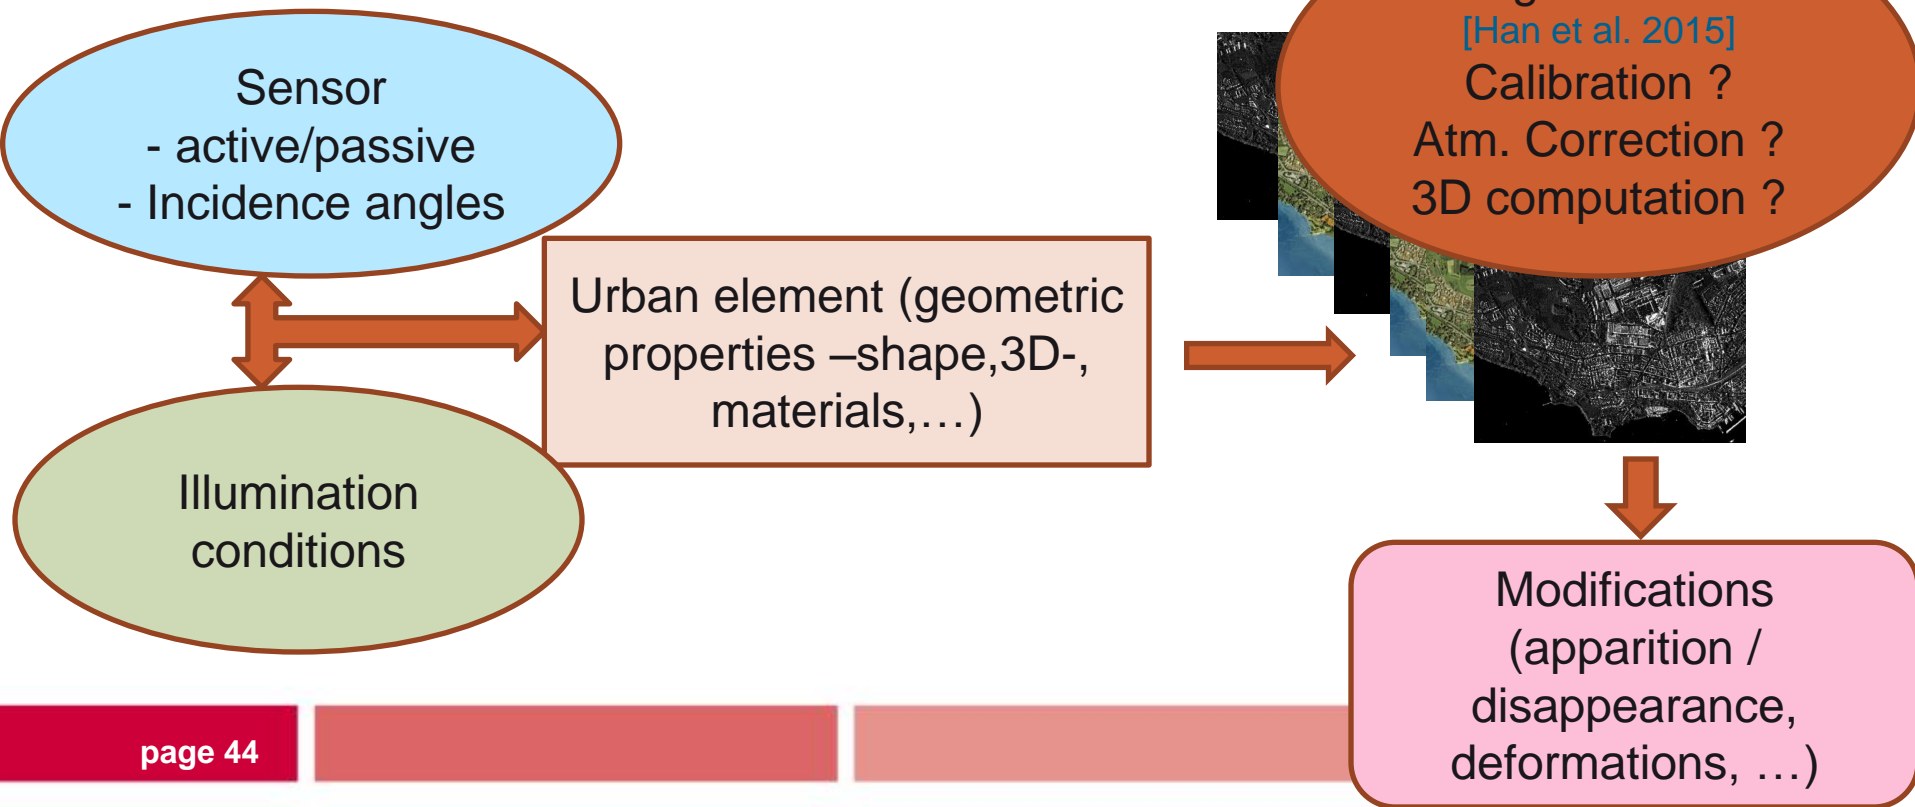 Sensor
- active/passive
- Incidence angles
Illumination
conditions
Urban element (geometric
properties –shape,3D-,
materials,…)
[Han et al. 2015]
Calibration ?
Atm. Correction ?
3D computation ?
Modifications
(apparition /
disappearance,
deformations, …)
page 44